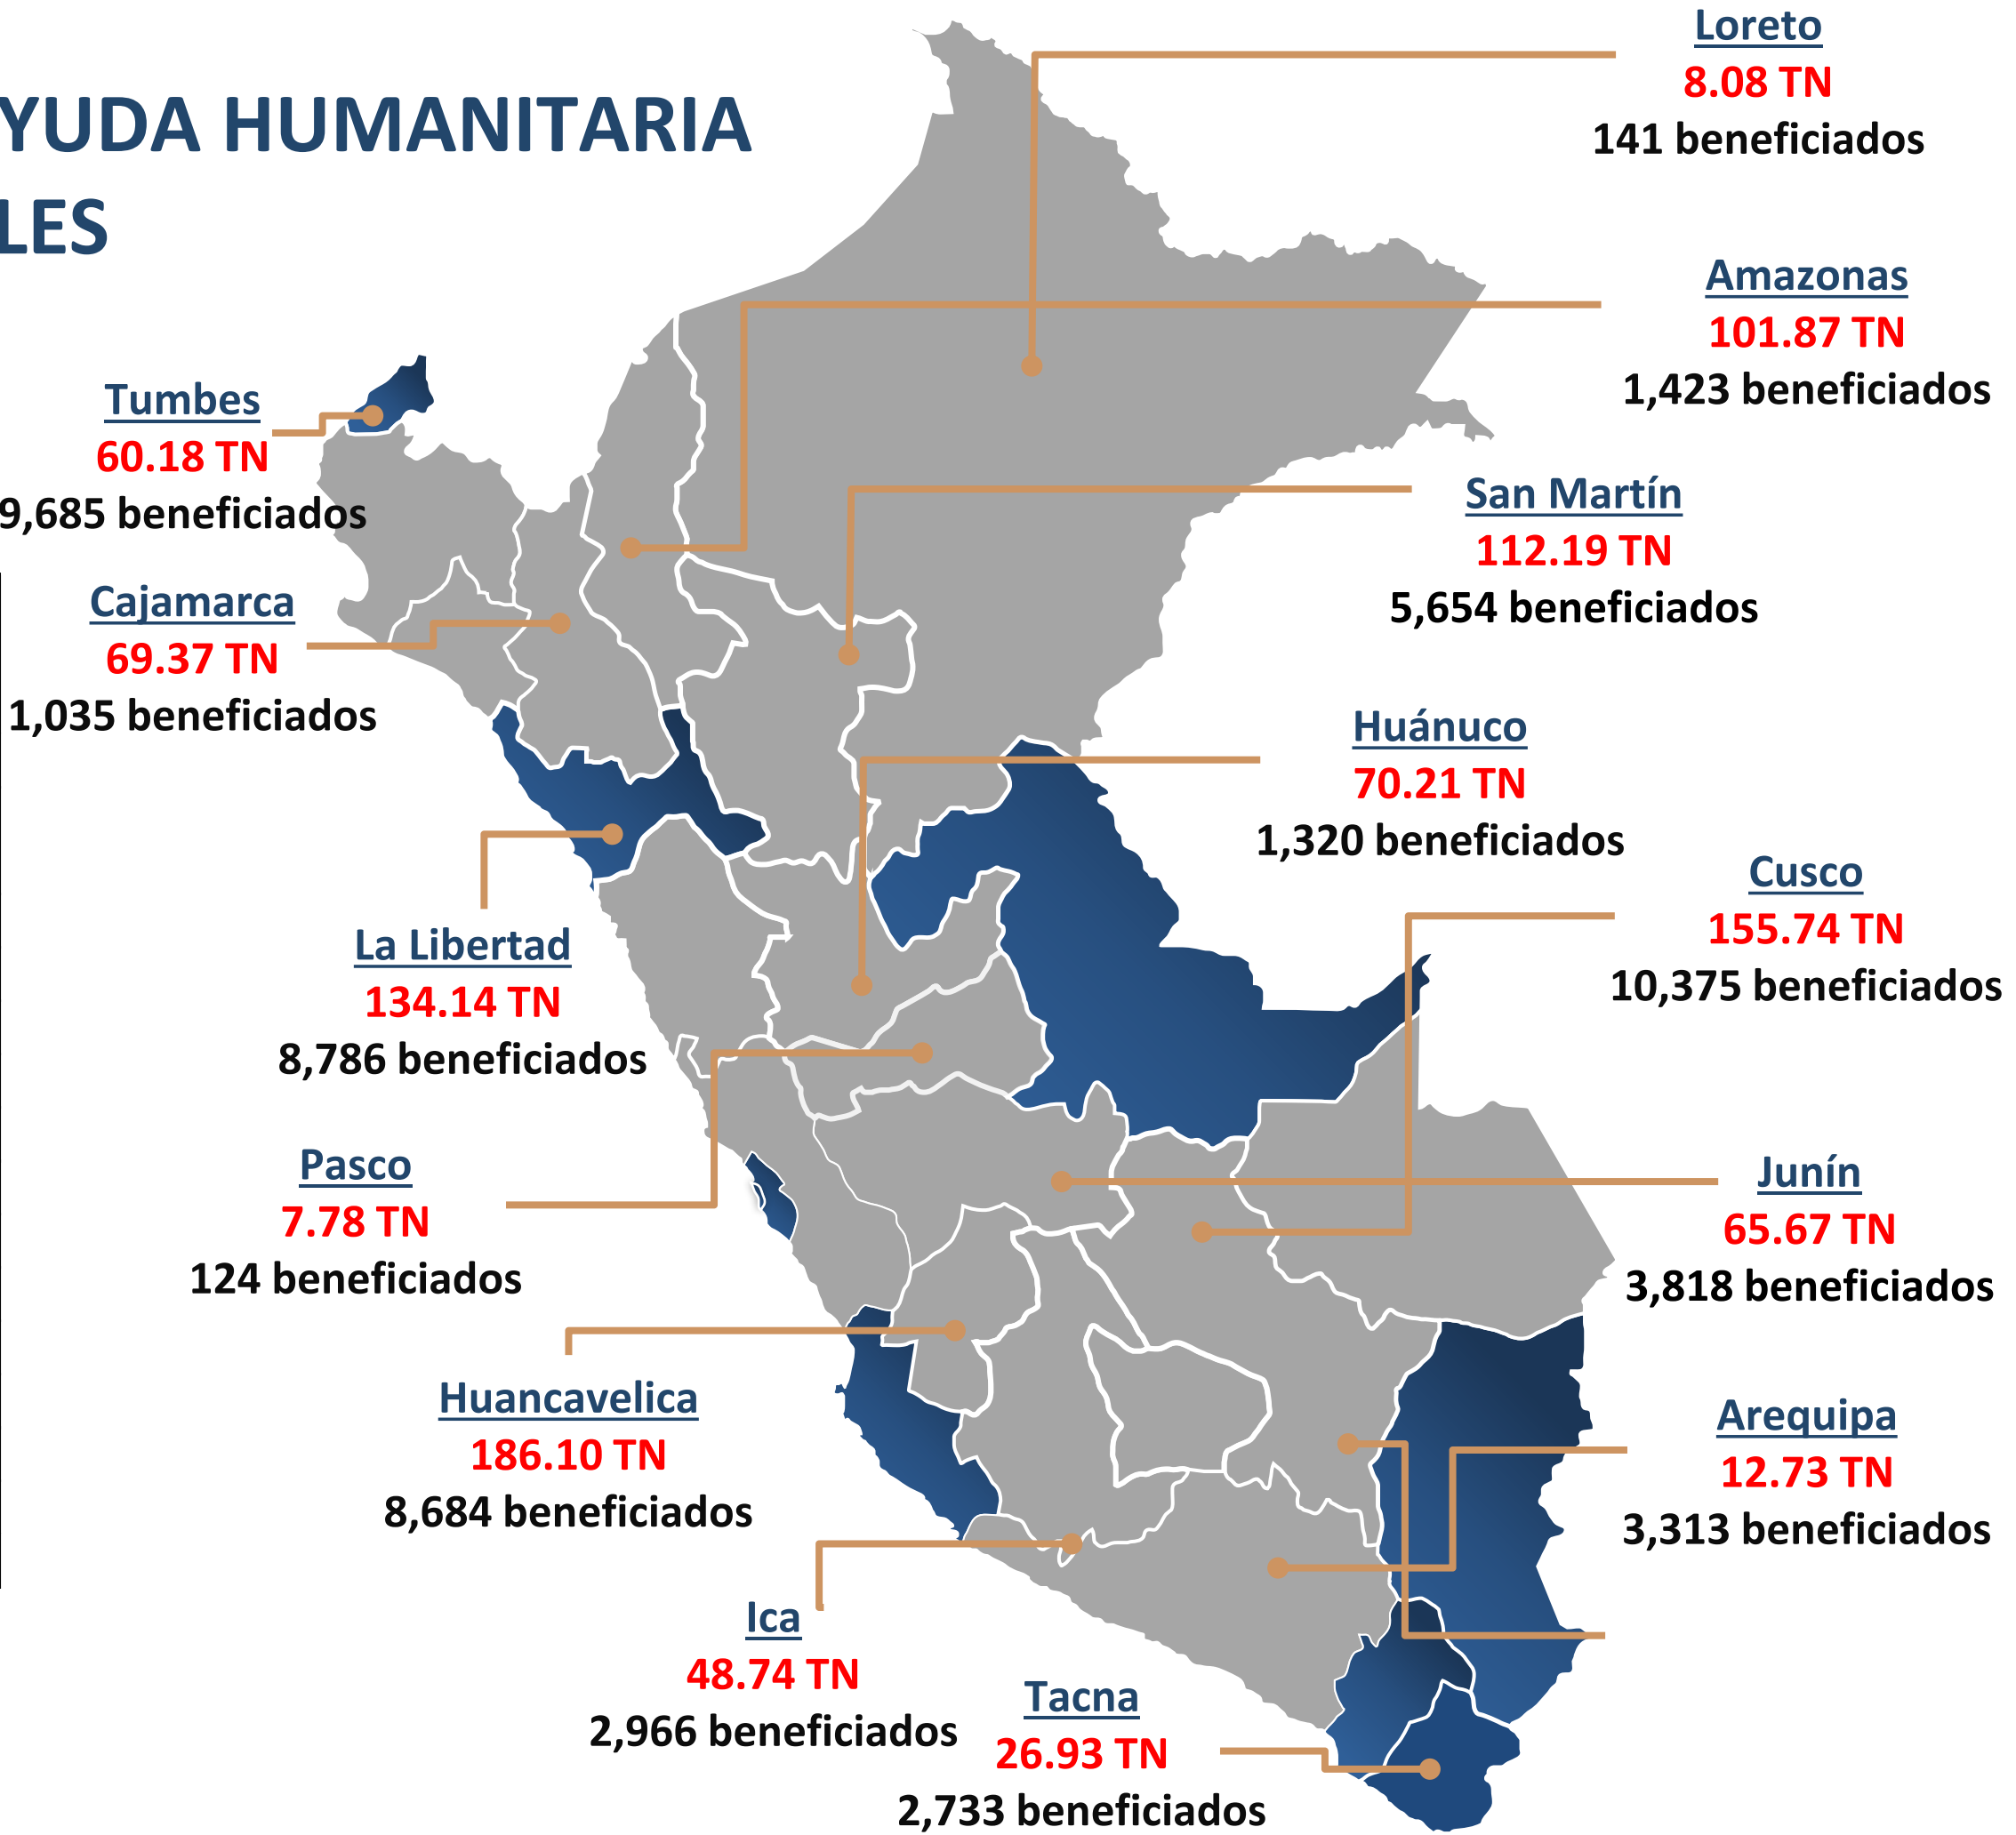 YUDA HUMANITARIA
LES
Loreto
8.08 TN
141 beneficiados
Amazonas
101.87 TN
1,423 beneficiados
Tumbes
60.18 TN
9,685 beneficiados
San Martín
112.19 TN
5,654 beneficiados
Cajamarca
69.37 TN
1,035 beneficiados
Huánuco
70.21 TN
1,320 beneficiados
Cusco
155.74 TN
10,375 beneficiados
La Libertad
134.14 TN
8,786 beneficiados
Pasco
7.78 TN
124 beneficiados
Junín
65.67 TN
3,818 beneficiados
Huancavelica
186.10 TN
8,684 beneficiados
Arequipa
12.73 TN
3,313 beneficiados
Ica
48.74 TN
2,966 beneficiados
Tacna
26.93 TN
2,733 beneficiados